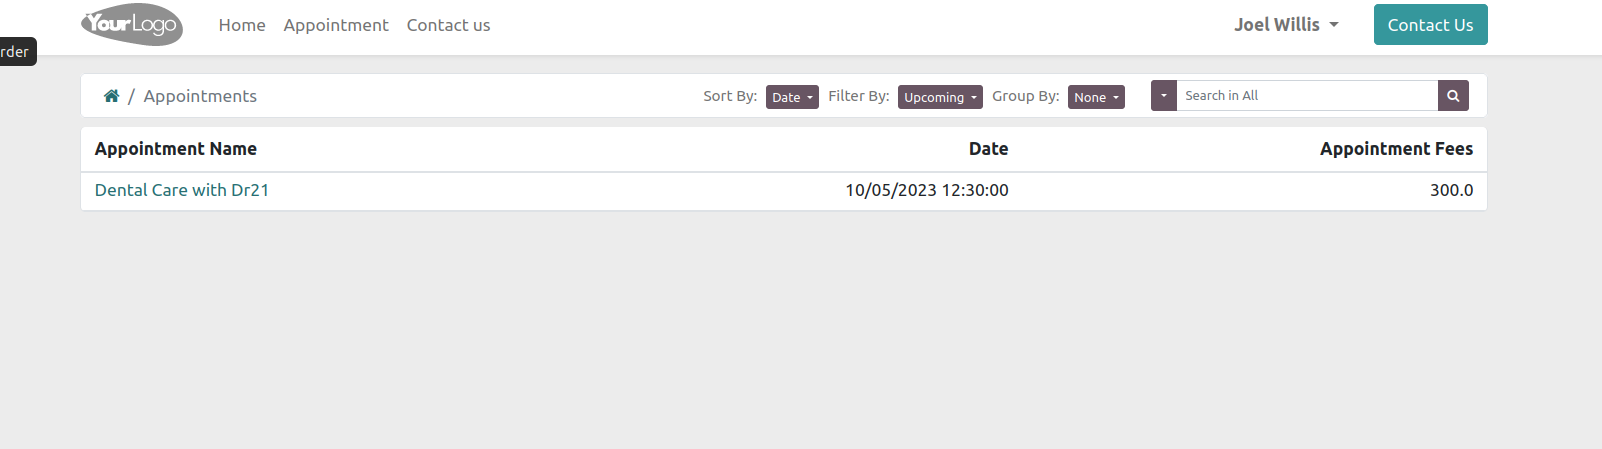 YourLogo Home Appointment Contact us Joel Willis Contact Us
rder
/ Appointments Sort By: Date Filter By: Upcoming Group By: None Search in All
Appointment Name Date Appointment Fees
Dental Care with Dr21 10/05/2023 12:30:00 300.0